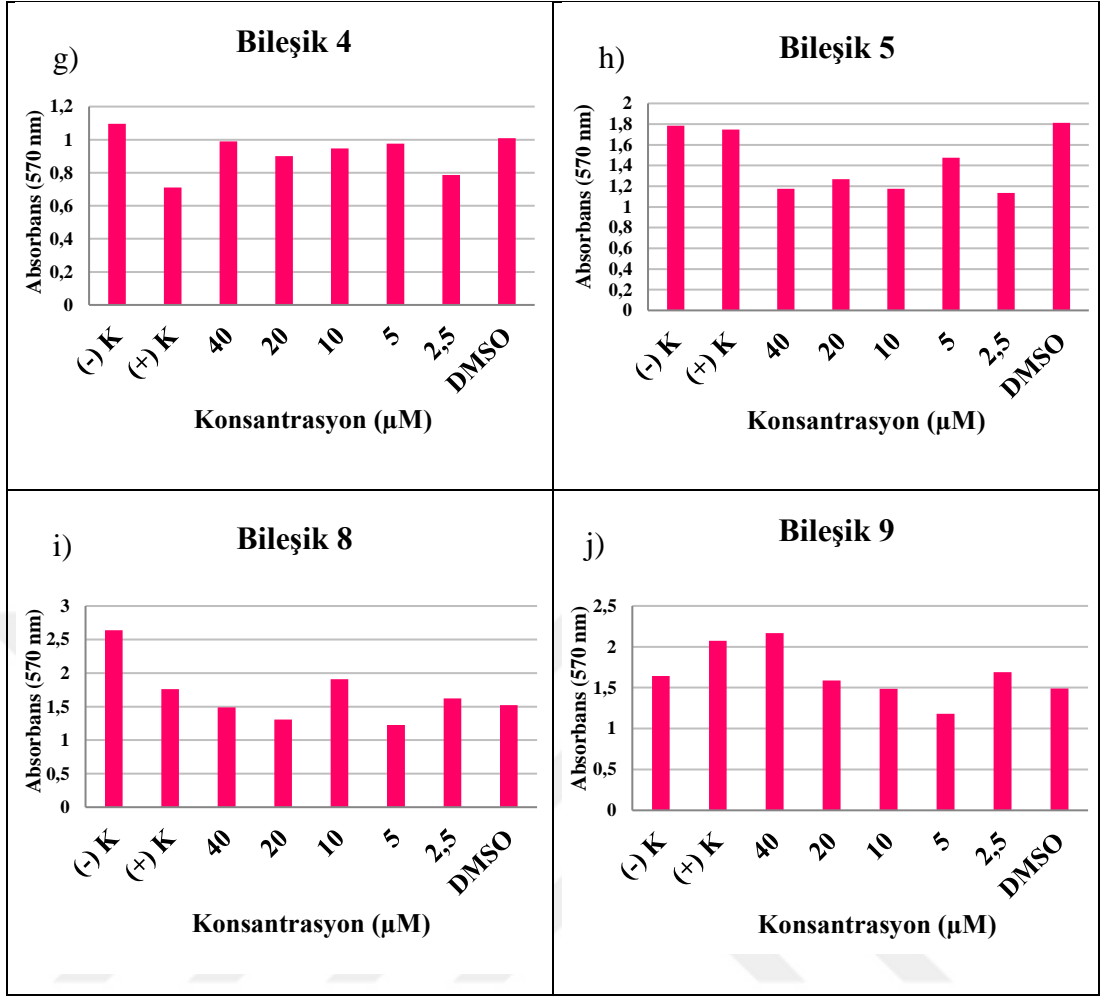 g)
Bileşik 4
Absorbans (570 nm)
1,2
1
0,8
0,6
0,4
0,2
0
(-) K
(+) K
40
20
10
5
2,5
DMSO
Konsantrasyon (µM)
h)
Bileşik 5
Absorbans (570 nm)
2
1,8
1,6
1,4
1,2
1
0,8
0,6
0,4
0,2
0
(-) K
(+) K
40
20
10
5
2,5
DMSO
Konsantrasyon (µM)
i)
Bileşik 8
Absorbans (570 nm)
3
2,5
2
1,5
1
0,5
0
(-) K
(+) K
40
20
10
5
2,5
DMSO
Konsantrasyon (µM)
j)
Bileşik 9
Absorbans (570 nm)
2,5
2
1,5
1
0,5
0
(-) K
(+) K
40
20
10
5
2,5
DMSO
Konsantrasyon (µM)